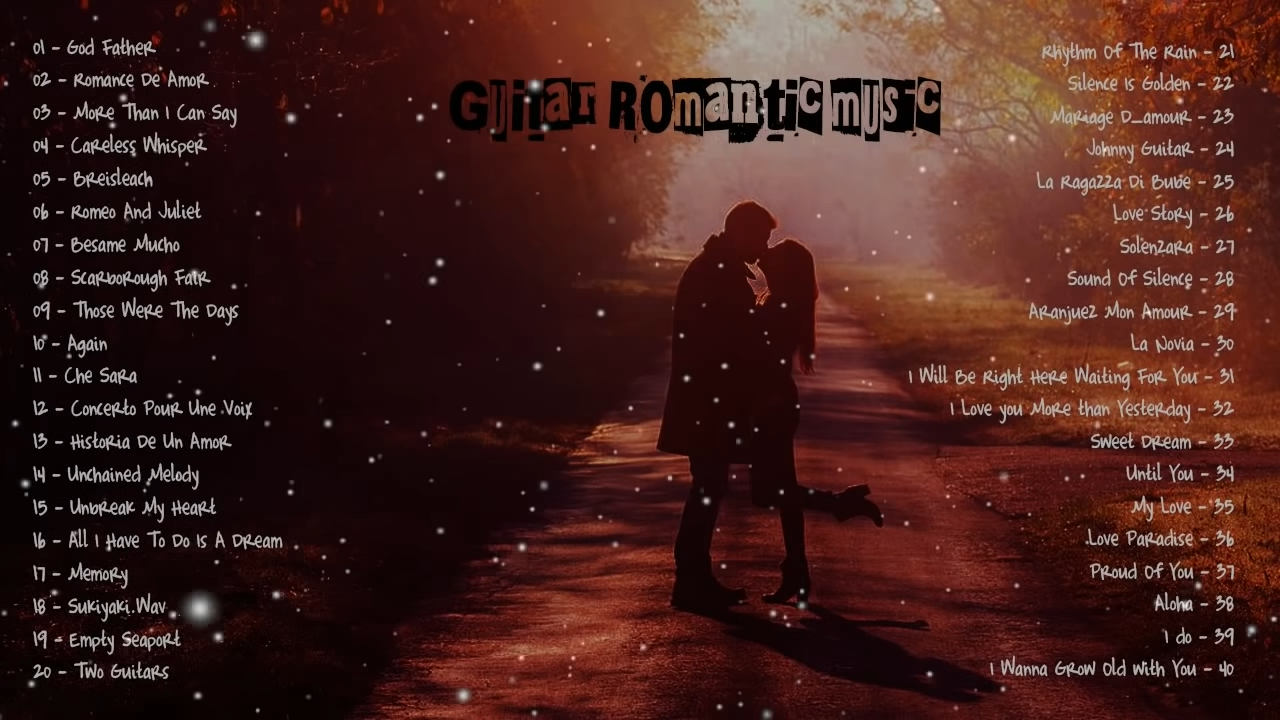 Guitar Romantic music
01 - God Father
02 - Romance De Amor
03 - More Than I Can Say
04 - Careless Whisper
05 - Breisleach
06 - Romeo And Juliet
07 - Besame Mucho
08 - Scarborough Fair
09 - Those Were The Days
10 - Again
11 - Che Sara
12 - Concerto Pour Une Voix
13 - Historia De Un Amor
14 - Unchained Melody
15 - Unbreak My Heart
16 - All I Have To Do Is A Dream
17 - Memory
18 - Sukiyaki.Wav
19 - Empty Seaport
20 - Two Guitars
Rhythm Of The Rain - 21
Silence Is Golden - 22
Mariage D_amour - 23
Johnny Guitar - 24
La Ragazza Di Bube - 25
Love Story - 26
Solenzara - 27
Sound Of Silence - 28
Aranjuez Mon Amour - 29
La Novia - 30
I Will Be Right Here Waiting For You - 31
I Love you More than Yesterday - 32
Sweet Dream - 33
Until You - 34
My Love - 35
Love Paradise - 36
Proud Of You - 37
Aloha - 38
I do - 39
I Wanna Grow Old With You - 40